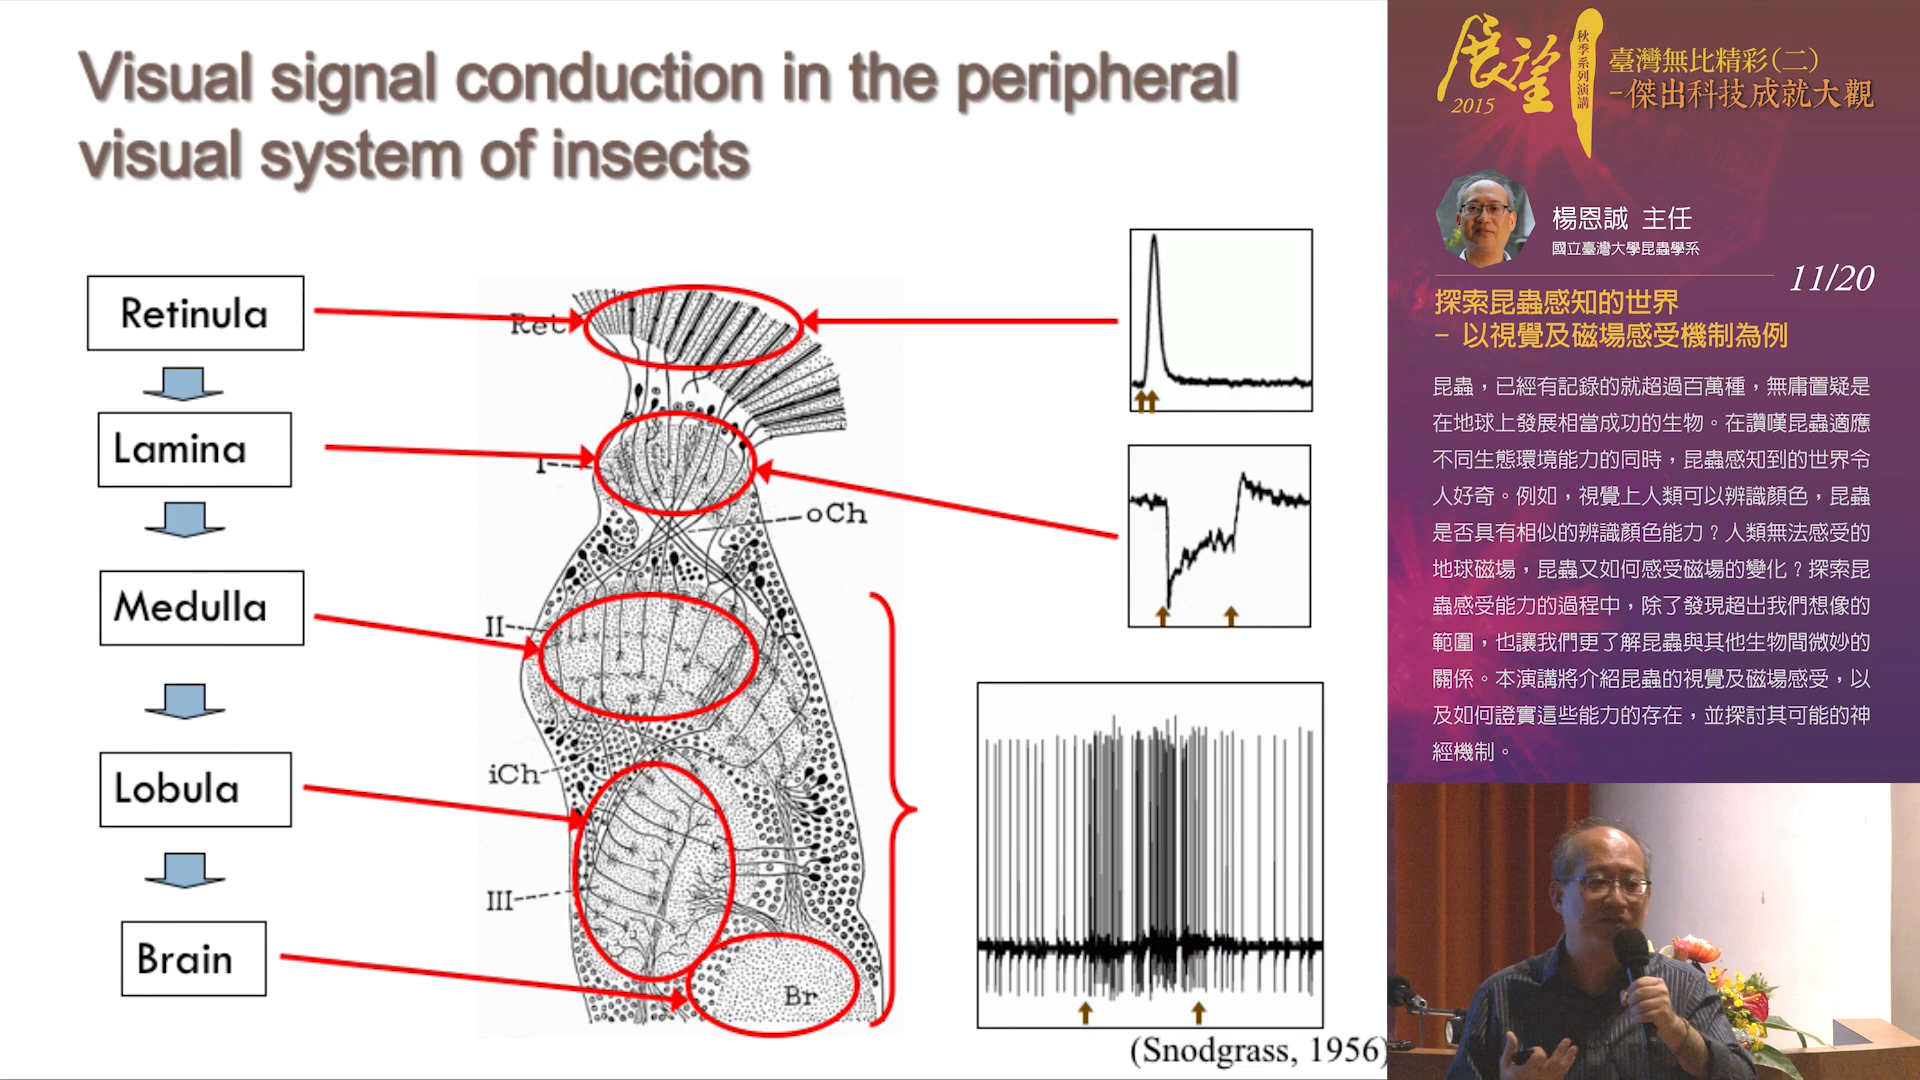 Visual signal conduction in the peripheral
visual system of insects
Retinula
Lamina
Medulla
Lobula
Brain
Ret
I
oCh
II
iCh
III
Br
(Snodgrass, 1956)
展望
2015
秋季系列演講
臺灣無比精彩(二)
-傑出科技成就大觀
楊恩誠 主任
國立臺灣大學昆蟲學系
11/20
探索昆蟲感知的世界
- 以視覺及磁場感受機制為例
昆蟲，已經有記錄的就超過百萬種，無庸置疑是
在地球上發展相當成功的生物。在讚嘆昆蟲適應
不同生態環境能力的同時，昆蟲感知到的世界令
人好奇。例如，視覺上人類可以辨識顏色，昆蟲
是否具有相似的辨識顏色能力？人類無法感受的
地球磁場，昆蟲又如何感受磁場的變化？探索昆
蟲感受能力的過程中，除了發現超出我們想像的
範圍，也讓我們更了解昆蟲與其他生物間微妙的
關係。本演講將介紹昆蟲的視覺及磁場感受，以
及如何證實這些能力的存在，並探討其可能的神
經機制。